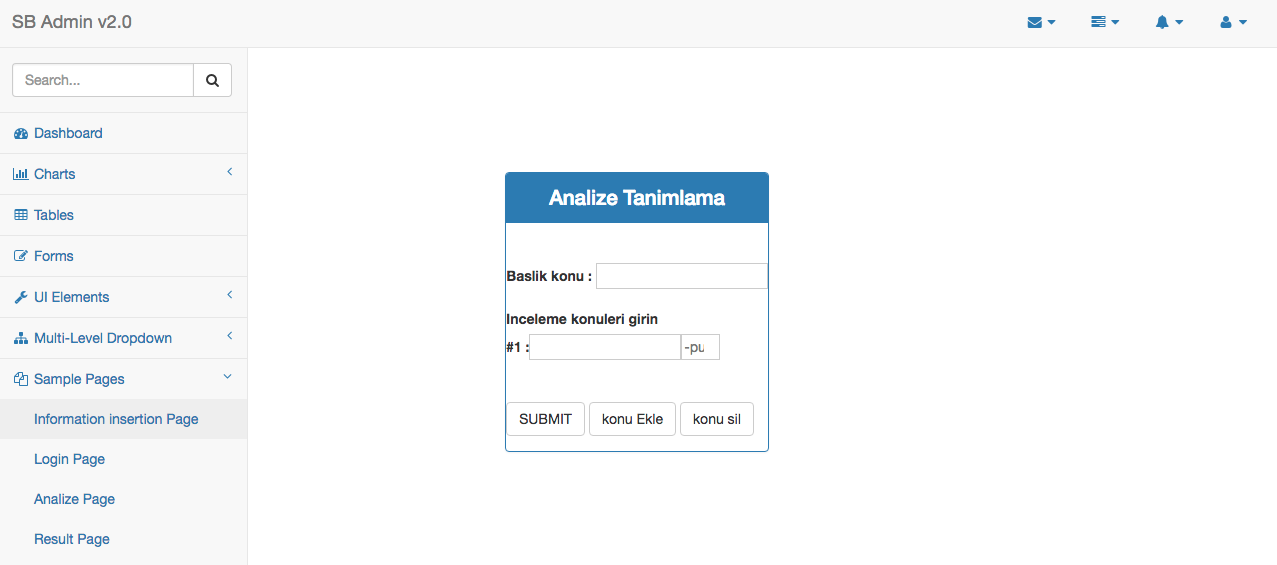 SB Admin v2.0
Search...
Dashboard
Charts
Tables
Forms
UI Elements
Multi-Level Dropdown
Sample Pages
Information insertion Page
Login Page
Analize Page
Result Page
Analize Tanimlama
Baslik konu :
Inceleme konuleri girin
#1 : -pu
SUBMIT konu Ekle konu sil